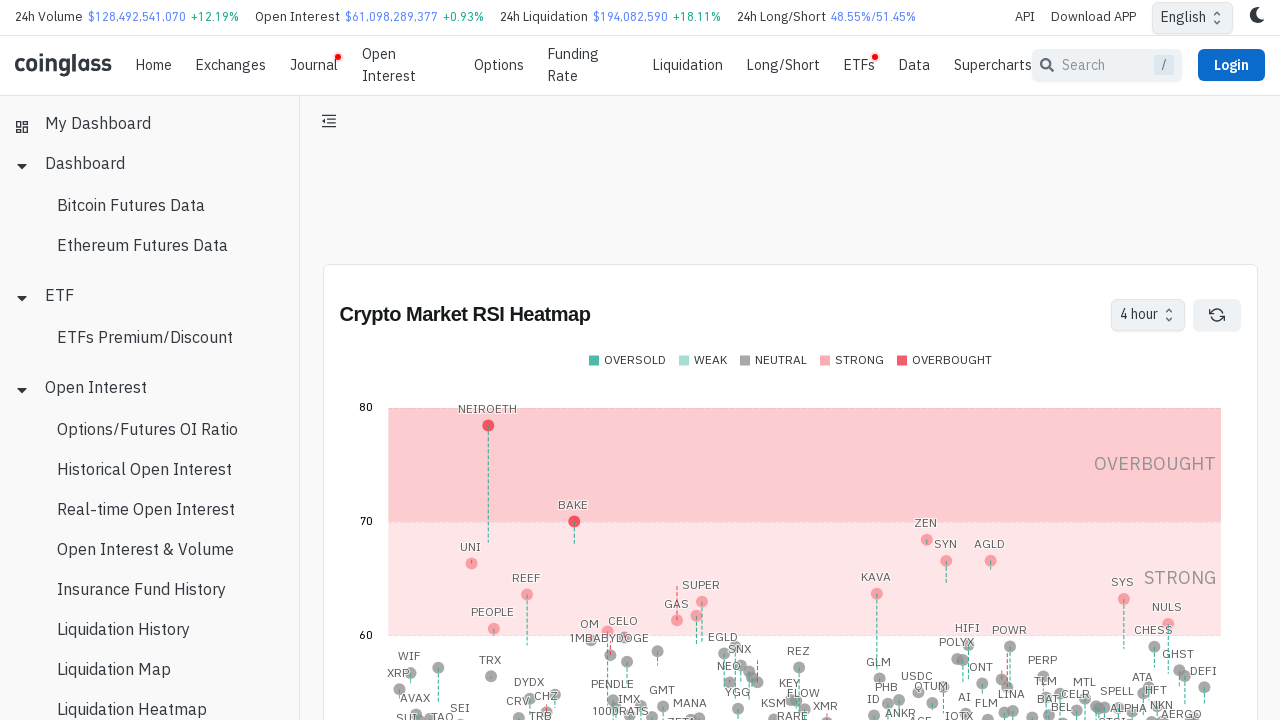 24h Volume $128,492,541,070 +12.19% Open Interest $61,098,289,377 +0.93% 24h Liquidation $194,082,590 +18.11% 24h Long/Short 48.55%/51.45% API Download APP English
coinglass Home Exchanges Journal Open Interest Options Funding Rate Liquidation Long/Short ETFs Data Supercharts Search / Login
My Dashboard
Dashboard
Bitcoin Futures Data
Ethereum Futures Data
ETF
ETFs Premium/Discount
Open Interest
Options/Futures OI Ratio
Historical Open Interest
Real-time Open Interest
Open Interest & Volume
Insurance Fund History
Liquidation History
Liquidation Map
Liquidation Heatmap
Crypto Market RSI Heatmap 4 hour
OVERSOLD WEAK NEUTRAL STRONG OVERBOUGHT
80
NEIROETH
OVERBOUGHT
BAKE
70
ZEN
UNI SYN AGLD
REEF SUPER KAVA SYS STRONG
PEOPLE GAS NULS
OM CELO HIFI POWR CHESS
60
1MBABYDOGE EGLD POLYX
WIF SNX REZ GHST
TRX NEO GLM ONT PERP
XRP USDC DEFI
DYDX PENDLE KEY PHB TLM MTL ATA
CRV CHZ IMX GMT YGG FLOW ID QTUM AI LINA BAT CELR SPELL HFT
AVAX MANA KSM XMR FLM BEL ALPHA NKN
SEI 1000RATS ANKR IOTX AERGO
TRB RARE